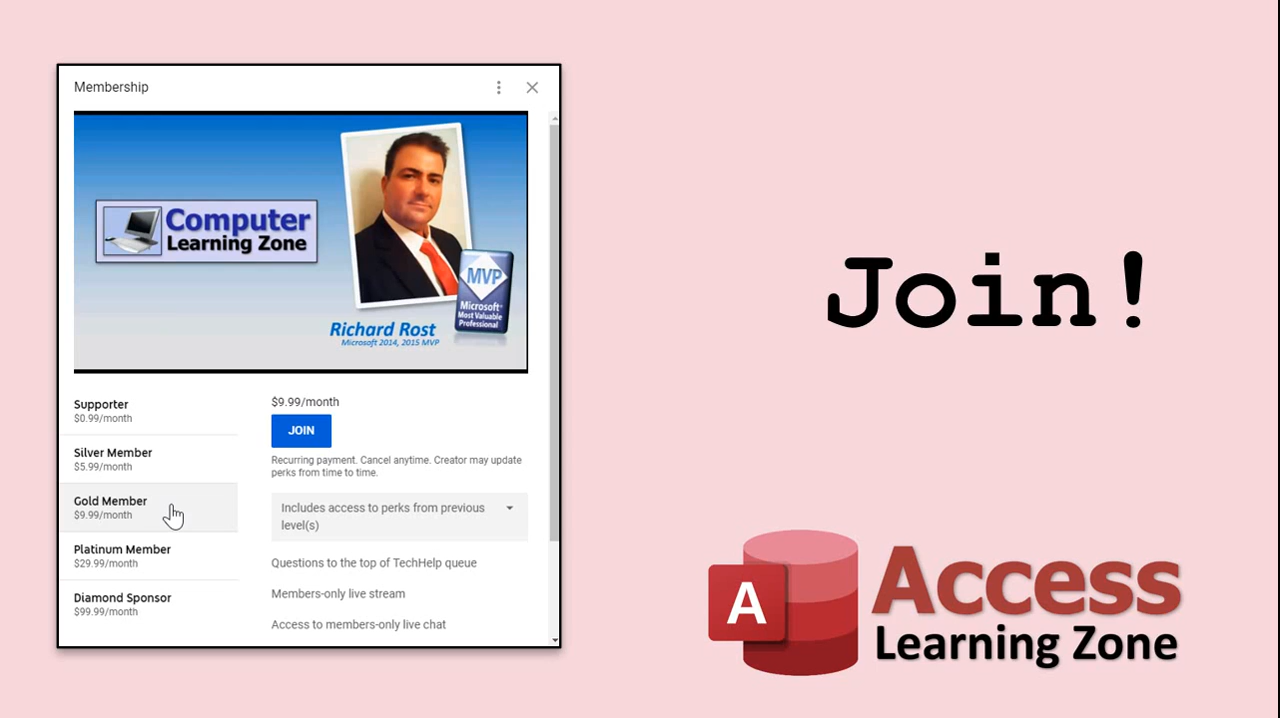 Membership
Computer
Learning Zone
MVP
Microsoft®
Most Valuable
Professional
Richard Rost
Microsoft 2014, 2015 MVP
Supporter
$0.99/month
Silver Member
$5.99/month
Gold Member
$9.99/month
Platinum Member
$29.99/month
Diamond Sponsor
$99.99/month
$9.99/month
JOIN
Recurring payment. Cancel anytime. Creator may update
perks from time to time.
Includes access to perks from previous
level(s)
Questions to the top of TechHelp queue
Members-only live stream
Access to members-only live chat
Join!
A
Access
Learning Zone